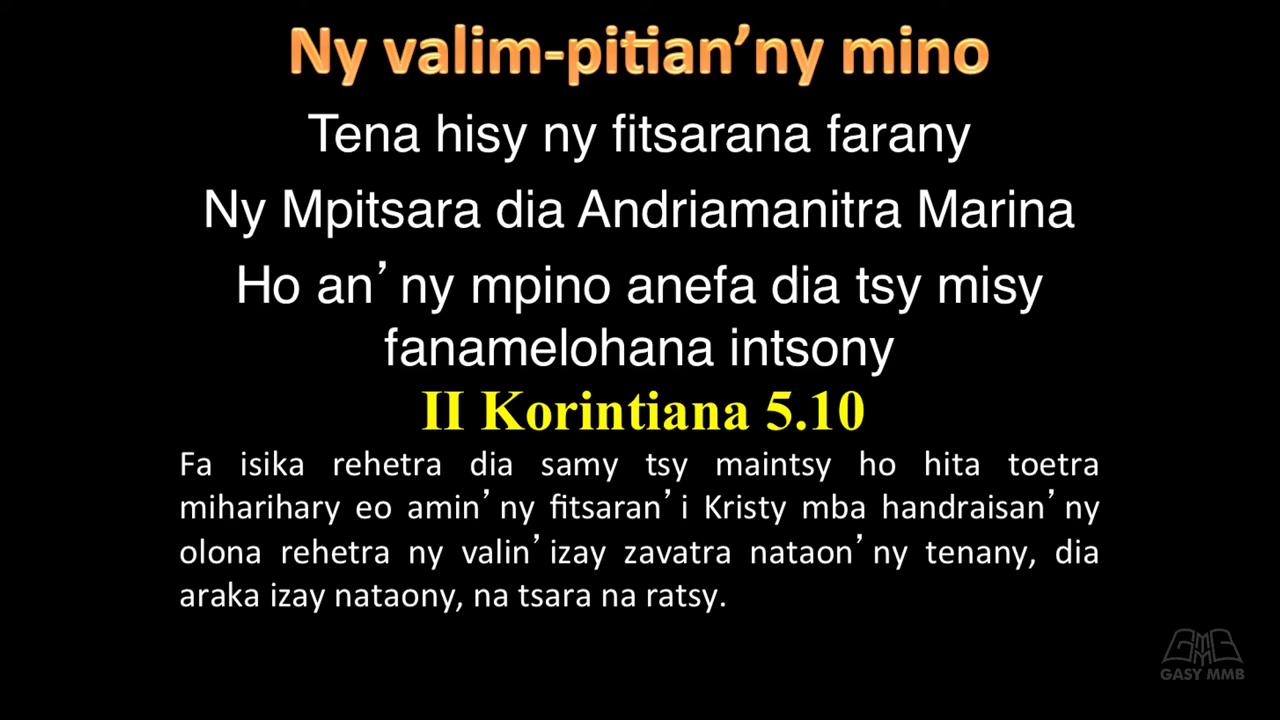 Ny valim-pitian’ny mino
Tena hisy ny fitsarana farany
Ny Mpitsara dia Andriamanitra Marina
Ho an’ny mpino anefa dia tsy misy
fanamelohana intsony
II Korintiana 5.10
Fa isika rehetra dia samy tsy maintsy ho hita toetra
miharihary eo amin’ny fitsaran’i Kristy mba handraisan’ny
olona rehetra ny valin’izay zavatra nataon’ny tenany, dia
araka izay nataony, na tsara na ratsy.
GMMG
GASY MMB